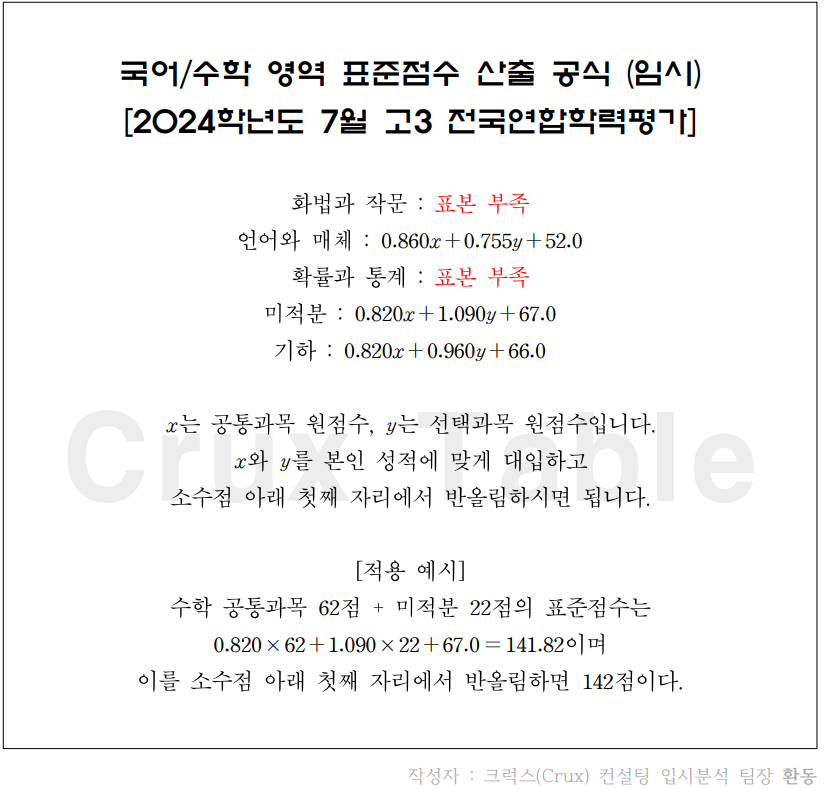 국어/수학 영역 표준점수 산출 공식 (임시)
[2024학년도 7월 고3 전국연합학력평가]
화법과 작문 : 표본 부족
언어와 매체 : 0.860x+0.755y+52.0
확률과 통계 : 표본 부족
미적분 : 0.820x+1.090y+67.0
기하 : 0.820x+0.960y+66.0
Crux Table
x는 공통과목 원점수, y는 선택과목 원점수입니다.
x와 y를 본인 성적에 맞게 대입하고
소수점 아래 첫째 자리에서 반올림하시면 됩니다.
[적용 예시]
수학 공통과목 62점 + 미적분 22점의 표준점수는
0.820×62+1.090×22+67.0=141.82이며
이를 소수점 아래 첫째 자리에서 반올림하면 142점이다.
작성자 : 크럭스(Crux) 컨설팅 입시분석 팀장 환동